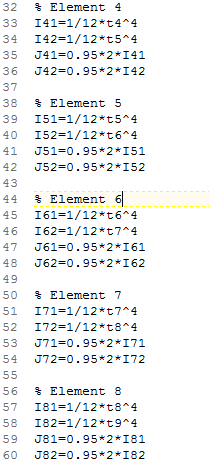 32 % Element 4
33 I41=1/12*t4^4
34 I42=1/12*t5^4
35 J41=0.95*2*I41
36 J42=0.95*2*I42
37
38 % Element 5
39 I51=1/12*t5^4
40 I52=1/12*t6^4
41 J51=0.95*2*I51
42 J52=0.95*2*I52
43
44 % Element 6
45 I61=1/12*t6^4
46 I62=1/12*t7^4
47 J61=0.95*2*I61
48 J62=0.95*2*I62
49
50 % Element 7
51 I71=1/12*t7^4
52 I72=1/12*t8^4
53 J71=0.95*2*I71
54 J72=0.95*2*I72
55
56 % Element 8
57 I81=1/12*t8^4
58 I82=1/12*t9^4
59 J81=0.95*2*I81
60 J82=0.95*2*I82